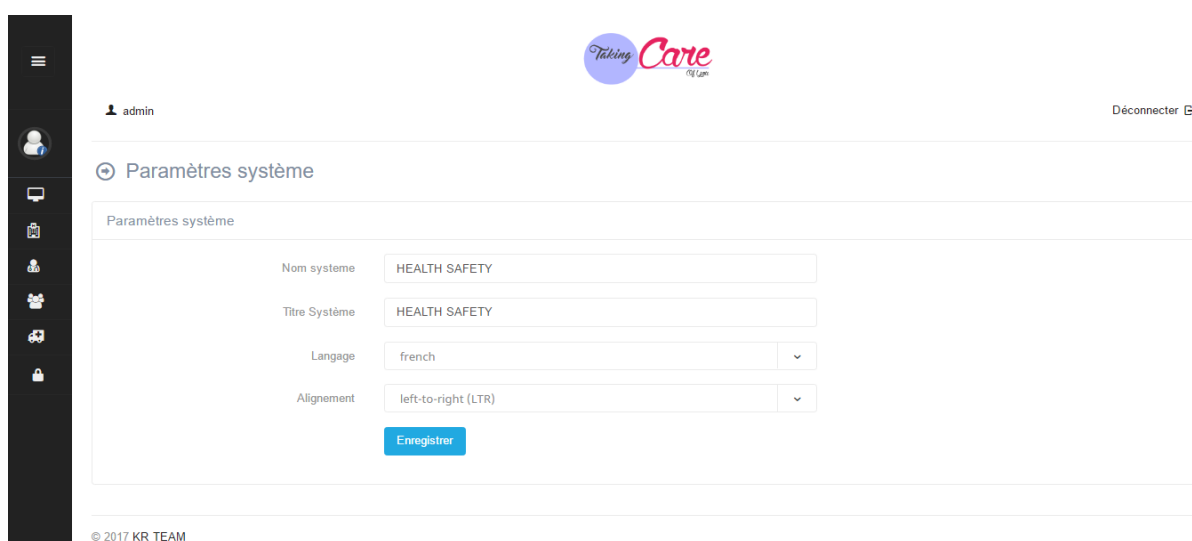 Taking Care
admin
Déconnecter
Paramètres système
Paramètres système
Nom systeme HEALTH SAFETY
Titre Système HEALTH SAFETY
Langage french
Alignement left-to-right (LTR)
Enregistrer
© 2017 KR TEAM